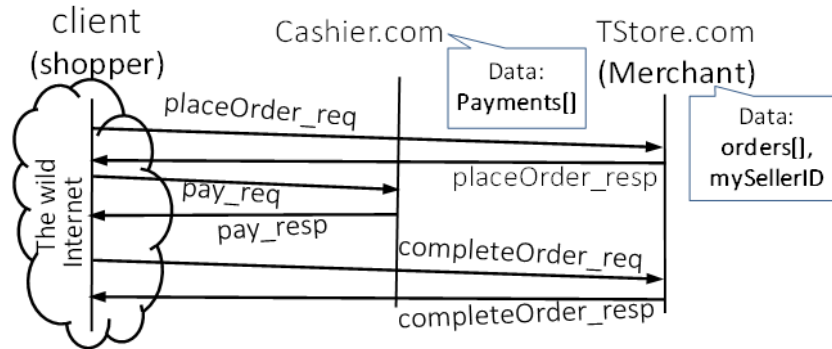 client
(shopper)
Cashier.com
TStore.com
(Merchant)
Data:
Payments[]
Data:
orders[],
mySellerID
The wild
Internet
placeOrder_req
placeOrder_resp
pay_req
pay_resp
completeOrder_req
completeOrder_resp